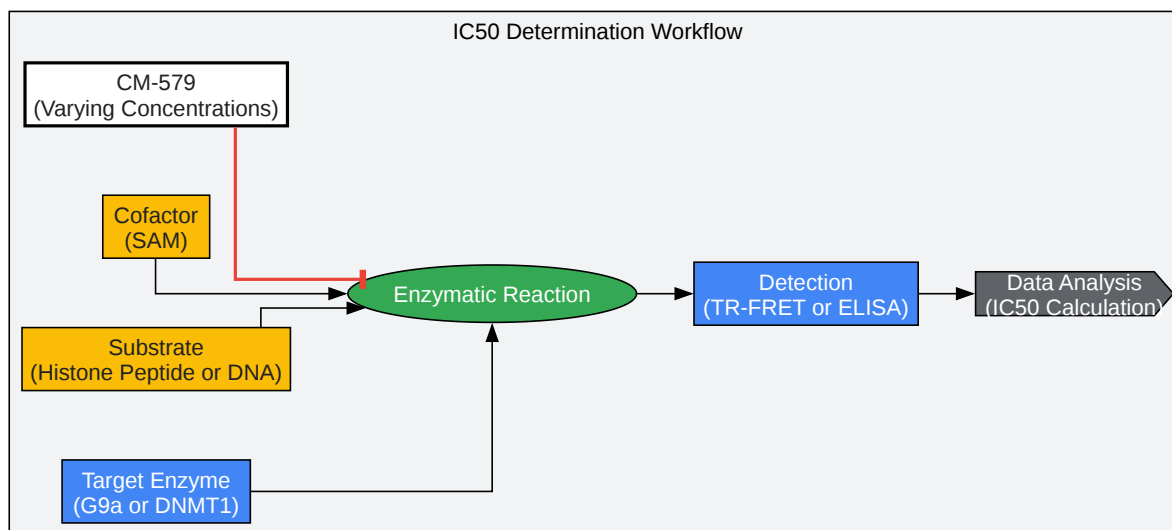 IC50 Determination Workflow
CM-579
(Varying Concentrations)
Cofactor
(SAM)
Substrate
(Histone Peptide or DNA)
Target Enzyme
(G9a or DNMT1)
Enzymatic Reaction
Detection
(TR-FRET or ELISA)
Data Analysis
(IC50 Calculation)